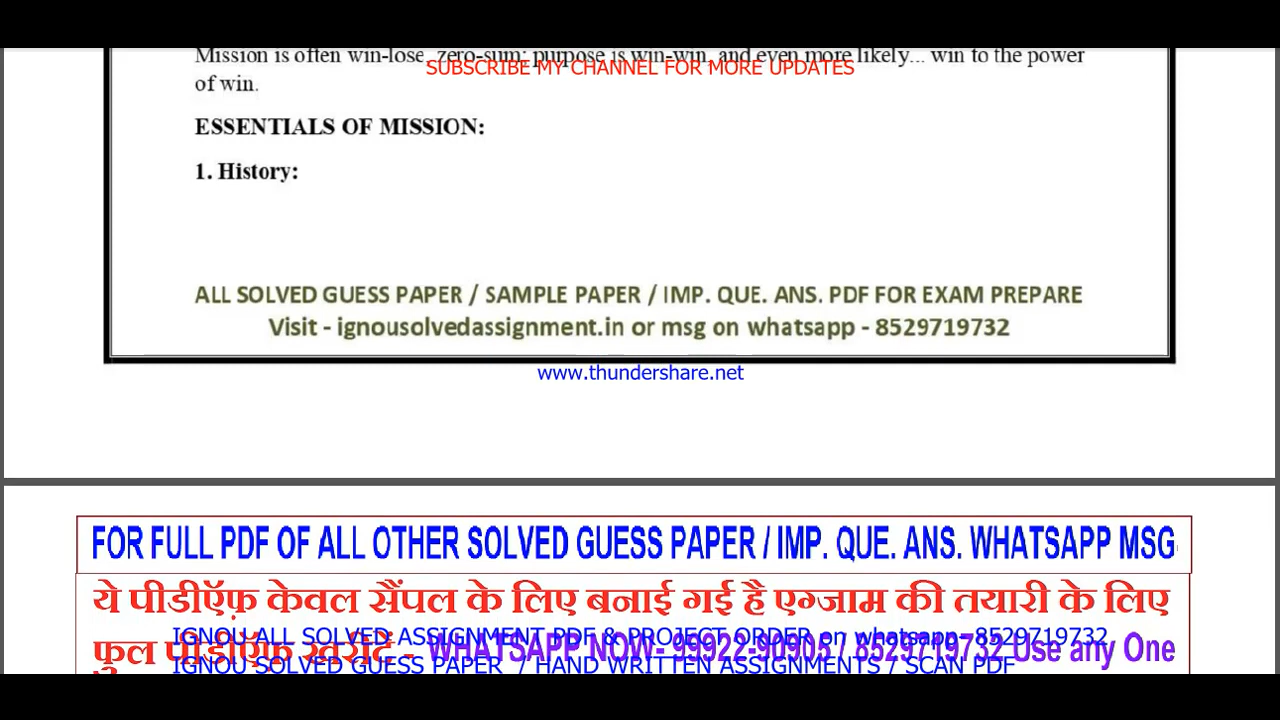 Mission is often win-lose, zero-sum; purpose is win-win, and even more likely... win to the power
SUBSCRIBE MY CHANNEL FOR MORE UPDATES
of win.
ESSENTIALS OF MISSION:
1. History:
ALL SOLVED GUESS PAPER / SAMPLE PAPER / IMP. QUE. ANS. PDF FOR EXAM PREPARE
Visit - ignousolvedassignment.in or msg on whatsapp - 8529719732
www.thundershare.net
FOR FULL PDF OF ALL OTHER SOLVED GUESS PAPER / IMP. QUE. ANS. WHATSAPP MSG
ये पीडीऍफ़ केवल सैंपल के लिए बनाई गई है एग्जाम की तयारी के लिए
IGNOU ALL SOLVED ASSIGNMENT PDF & PROJECT ORDER on whatsapp- 8529719732
फुल पीडीऍफ़ ख़रीदें - WHATSAPP NOW- 99922-90905 / 8529719732 Use any One
IGNOU SOLVED GUESS PAPER / HAND WRITTEN ASSIGNMENTS / SCAN PDF